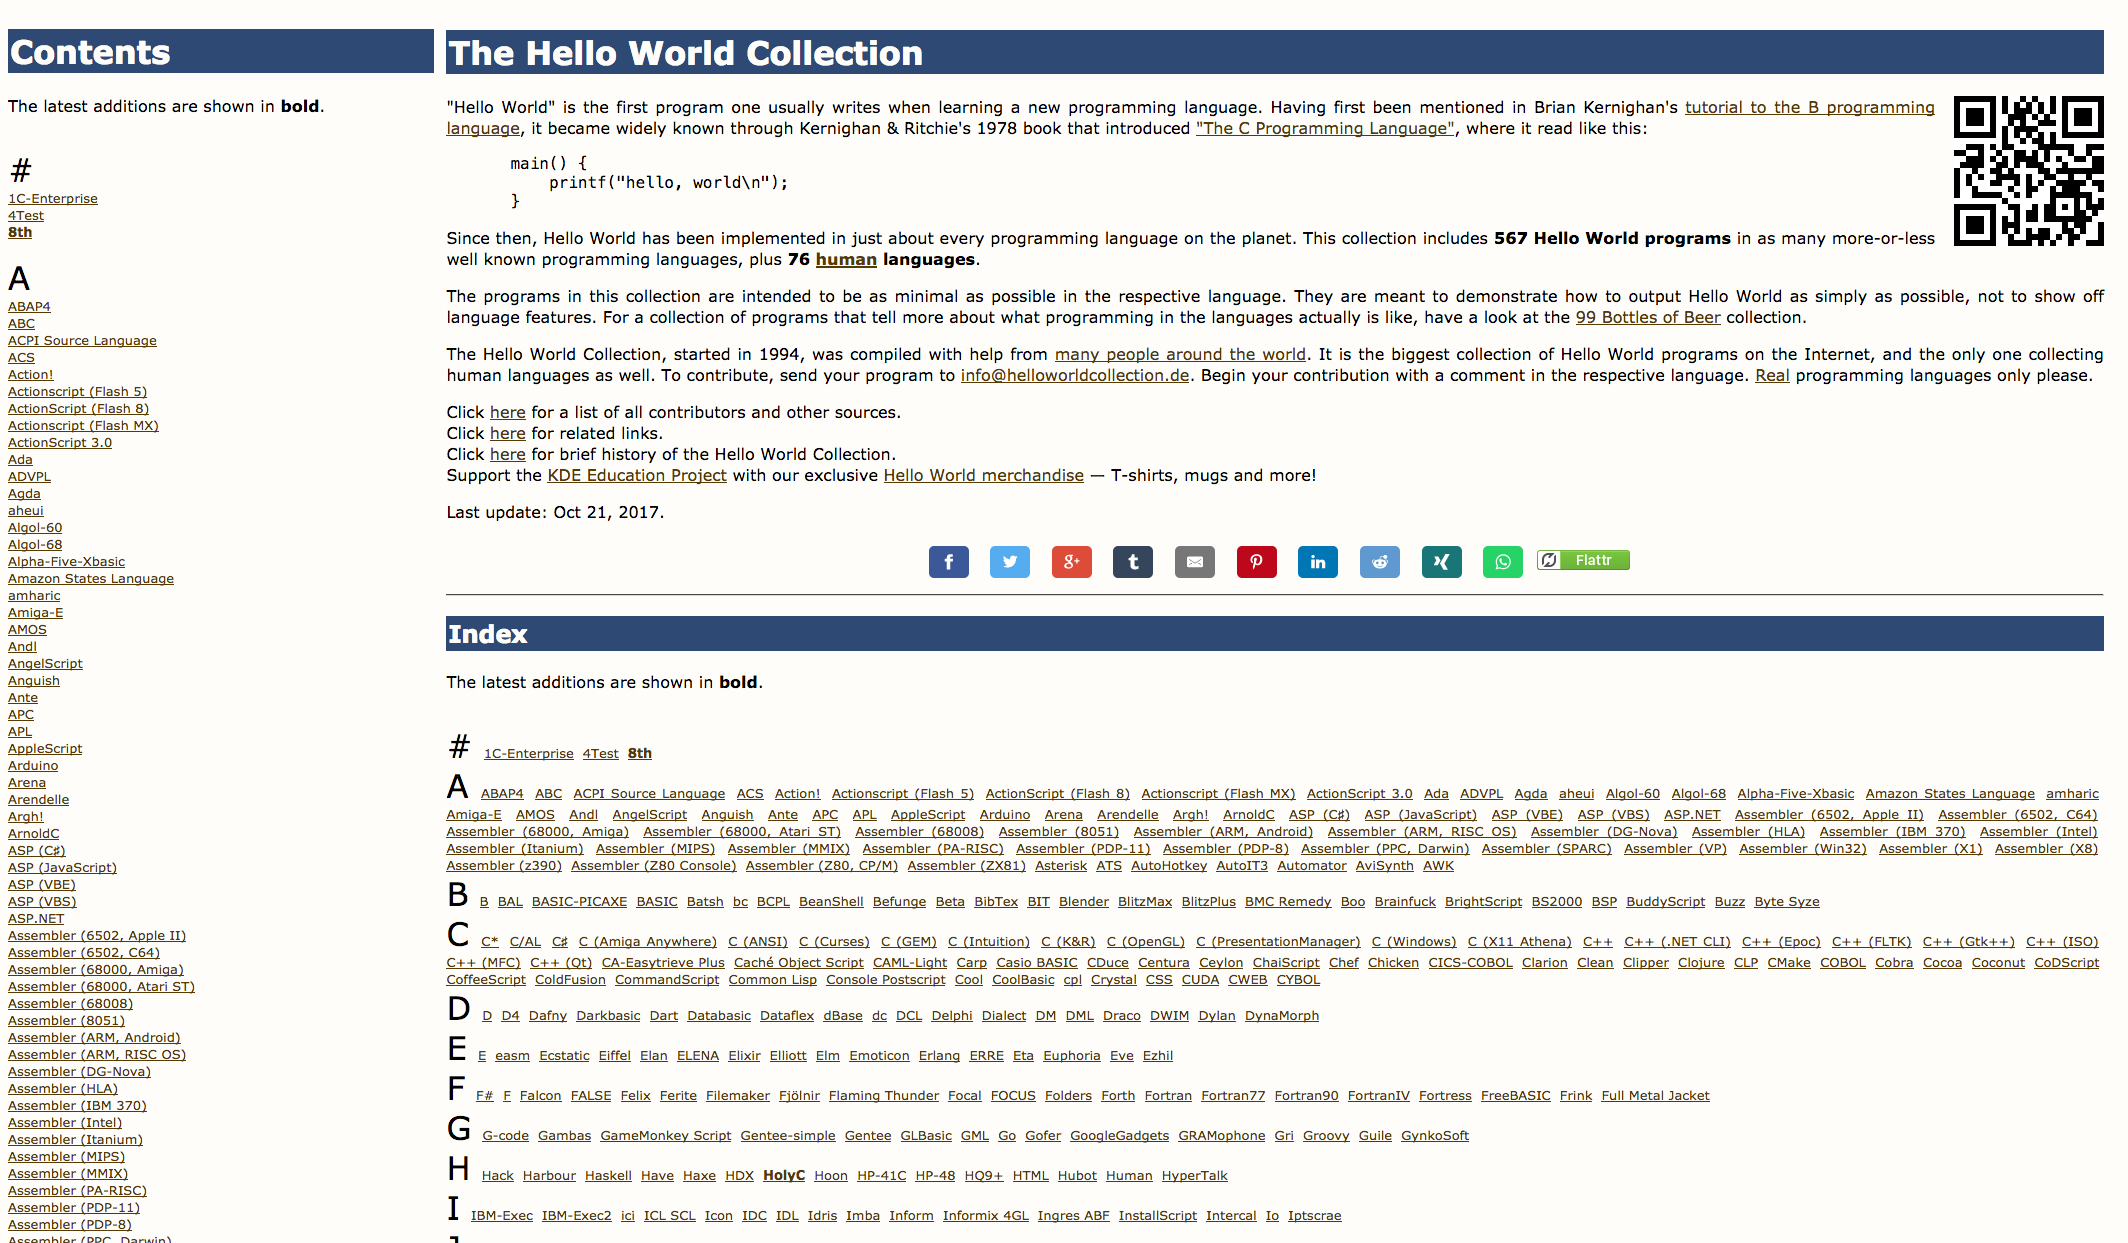 Contents
The latest additions are shown in bold.
#
1C-Enterprise
4Test
8th
A
ABAP4
ABC
ACPI Source Language
ACS
Action!
Actionscript (Flash 5)
ActionScript (Flash 8)
Actionscript (Flash MX)
ActionScript 3.0
Ada
ADVPL
Agda
aheui
Algol-60
Algol-68
Alpha-Five-Xbasic
Amazon States Language
amharic
Amiga-E
AMOS
Andl
AngelScript
Anguish
Ante
APC
APL
AppleScript
Arduino
Arena
Arendelle
Argh!
ArnoldC
ASP (C♯)
ASP (JavaScript)
ASP (VBE)
ASP (VBS)
ASP.NET
Assembler (6502, Apple II)
Assembler (6502, C64)
Assembler (68000, Amiga)
Assembler (68000, Atari ST)
Assembler (68008)
Assembler (8051)
Assembler (ARM, Android)
Assembler (ARM, RISC OS)
Assembler (DG-Nova)
Assembler (HLA)
Assembler (IBM 370)
Assembler (Intel)
Assembler (Itanium)
Assembler (MIPS)
Assembler (MMIX)
Assembler (PA-RISC)
Assembler (PDP-11)
Assembler (PDP-8)
Assembler (PPC, Darwin)
The Hello World Collection
"Hello World" is the first program one usually writes when learning a new programming language. Having first been mentioned in Brian Kernighan's tutorial to the B programming
language, it became widely known through Kernighan & Ritchie's 1978 book that introduced "The C Programming Language", where it read like this:
main() {
printf("hello, world\n");
}
Since then, Hello World has been implemented in just about every programming language on the planet. This collection includes 567 Hello World programs in as many more-or-less
well known programming languages, plus 76 human languages.
The programs in this collection are intended to be as minimal as possible in the respective language. They are meant to demonstrate how to output Hello World as simply as possible, not to show off
language features. For a collection of programs that tell more about what programming in the languages actually is like, have a look at the 99 Bottles of Beer collection.
The Hello World Collection, started in 1994, was compiled with help from many people around the world. It is the biggest collection of Hello World programs on the Internet, and the only one collecting
human languages as well. To contribute, send your program to info@helloworldcollection.de. Begin your contribution with a comment in the respective language. Real programming languages only please.
Click here for a list of all contributors and other sources.
Click here for related links.
Click here for brief history of the Hello World Collection.
Support the KDE Education Project with our exclusive Hello World merchandise — T-shirts, mugs and more!
Last update: Oct 21, 2017.
Flattr
Index
The latest additions are shown in bold.
# 1C-Enterprise 4Test 8th
A ABAP4 ABC ACPI Source Language ACS Action! Actionscript (Flash 5) ActionScript (Flash 8) Actionscript (Flash MX) ActionScript 3.0 Ada ADVPL Agda aheui Algol-60 Algol-68 Alpha-Five-Xbasic Amazon States Language amharic
Amiga-E AMOS Andl AngelScript Anguish Ante APC APL AppleScript Arduino Arena Arendelle Argh! ArnoldC ASP (C♯) ASP (JavaScript) ASP (VBE) ASP (VBS) ASP.NET Assembler (6502, Apple II) Assembler (6502, C64)
Assembler (68000, Amiga) Assembler (68000, Atari ST) Assembler (68008) Assembler (8051) Assembler (ARM, Android) Assembler (ARM, RISC OS) Assembler (DG-Nova) Assembler (HLA) Assembler (IBM 370) Assembler (Intel)
Assembler (Itanium) Assembler (MIPS) Assembler (MMIX) Assembler (PA-RISC) Assembler (PDP-11) Assembler (PDP-8) Assembler (PPC, Darwin) Assembler (SPARC) Assembler (VP) Assembler (Win32) Assembler (X1) Assembler (X8)
Assembler (z390) Assembler (Z80 Console) Assembler (Z80, CP/M) Assembler (ZX81) Asterisk ATS AutoHotkey AutoIT3 Automator AviSynth AWK
B B BAL BASIC-PICAXE BASIC Batsh bc BCPL BeanShell Befunge Beta BibTex BIT Blender BlitzMax BlitzPlus BMC Remedy Boo Brainfuck BrightScript BS2000 BSP BuddyScript Buzz Byte Syze
C C* C/AL C♯ C (Amiga Anywhere) C (ANSI) C (Curses) C (GEM) C (Intuition) C (K&R) C (OpenGL) C (PresentationManager) C (Windows) C (X11 Athena) C++ C++ (.NET CLI) C++ (Epoc) C++ (FLTK) C++ (Gtk++) C++ (ISO)
C++ (MFC) C++ (Qt) CA-Easytrieve Plus Caché Object Script CAML-Light Carp Casio BASIC CDuce Centura Ceylon ChaiScript Chef Chicken CICS-COBOL Clarion Clean Clipper Clojure CLP CMake COBOL Cobra Cocoa Coconut CoDScript
CoffeeScript ColdFusion CommandScript Common Lisp Console Postscript Cool CoolBasic cpl Crystal CSS CUDA CWEB CYBOL
D D D4 Dafny Darkbasic Dart Databasic Dataflex dBase dc DCL Delphi Dialect DM DML Draco DWIM Dylan DynaMorph
E E easm Ecstatic Eiffel Elan ELENA Elixir Elliott Elm Emoticon Erlang ERRE Eta Euphoria Eve Ezhil
F F# F Falcon FALSE Felix Ferite Filemaker Fjölnir Flaming Thunder Focal FOCUS Folders Forth Fortran Fortran77 Fortran90 FortranIV Fortress FreeBASIC Frink Full Metal Jacket
G G-code Gambas GameMonkey Script Gentee-simple Gentee GLBasic GML Go Gofer GoogleGadgets GRAMophone Gri Groovy Guile GynkoSoft
H Hack Harbour Haskell Have Haxe HDX HolyC Hoon HP-41C HP-48 HQ9+ HTML Hubot Human HyperTalk
I IBM-Exec IBM-Exec2 ici ICL SCL Icon IDC IDL Idris Imba Inform Informix 4GL Ingres ABF InstallScript Intercal Io Iptscrae